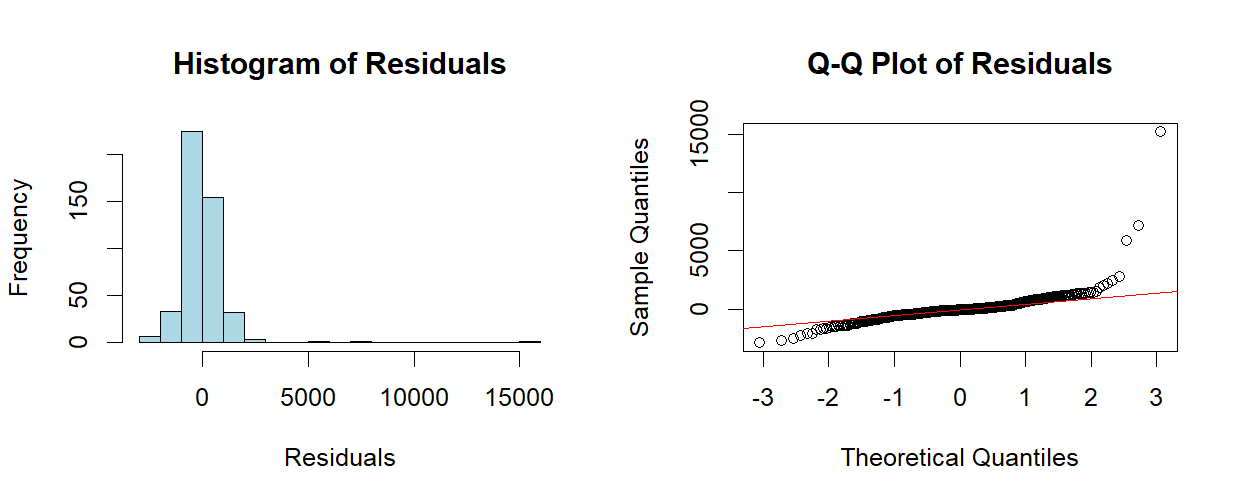 Histogram of Residuals
Frequency
0
50
150
0
5000
10000
15000
Residuals
Q-Q Plot of Residuals
Sample Quantiles
0
5000
15000
-3
-2
-1
0
1
2
3
Theoretical Quantiles